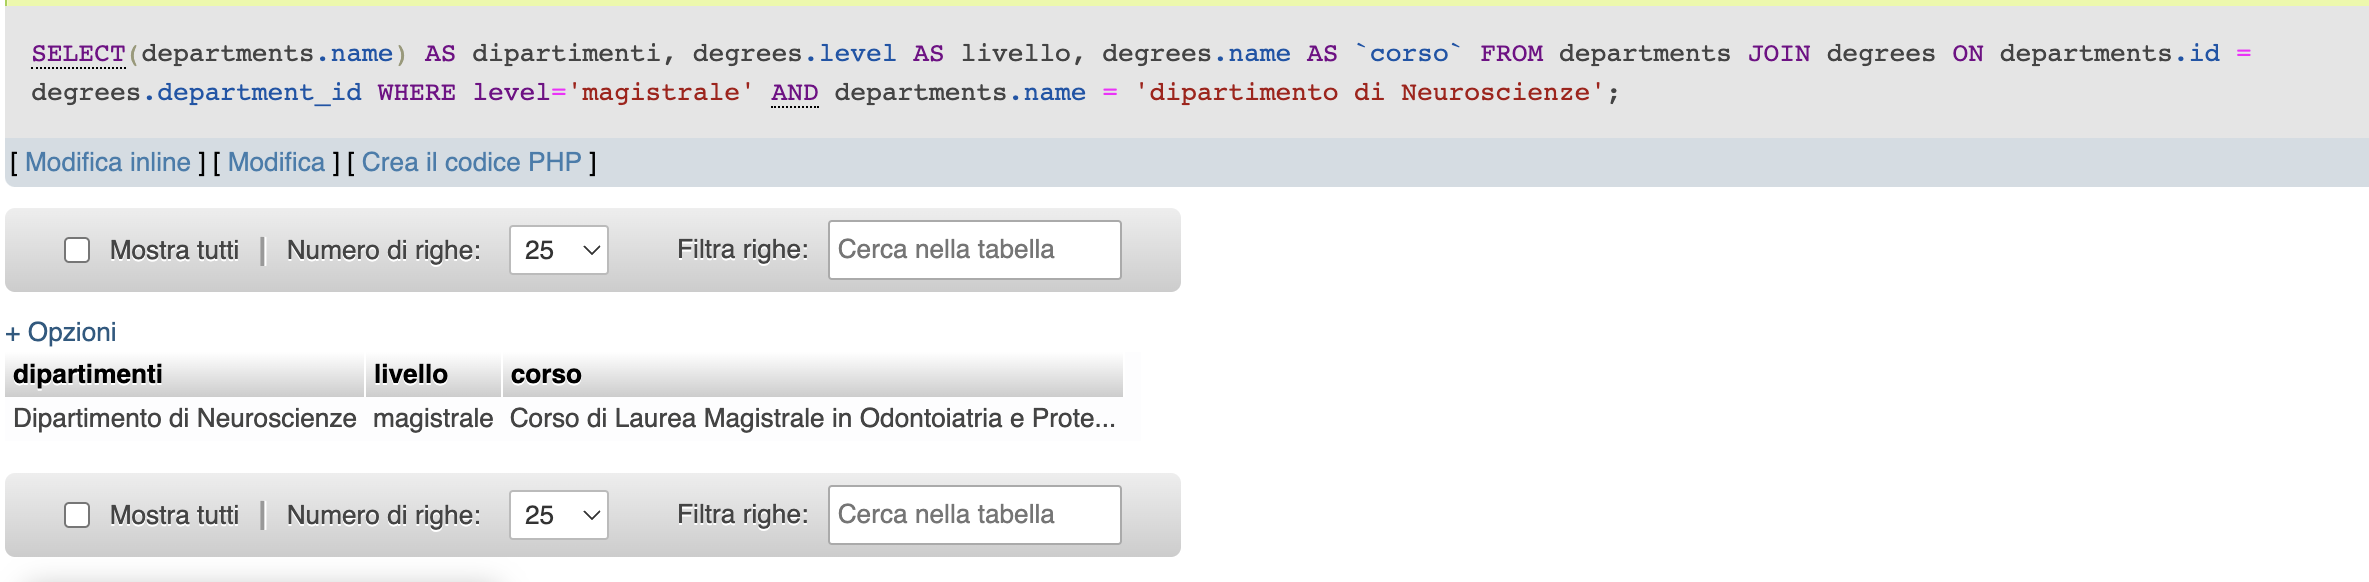 SELECT(departments.name) AS dipartimenti, degrees.level AS livello, degrees.name AS `corso` FROM departments JOIN degrees ON departments.id =
degrees.department_id WHERE level='magistrale' AND departments.name = 'dipartimento di Neuroscienze';
[ Modifica inline ] [ Modifica ] [ Crea il codice PHP ]
Mostra tutti | Numero di righe: 25 Filtra righe: Cerca nella tabella
+ Opzioni
dipartimenti livello corso
Dipartimento di Neuroscienze magistrale Corso di Laurea Magistrale in Odontoiatria e Prote...
Mostra tutti | Numero di righe: 25 Filtra righe: Cerca nella tabella